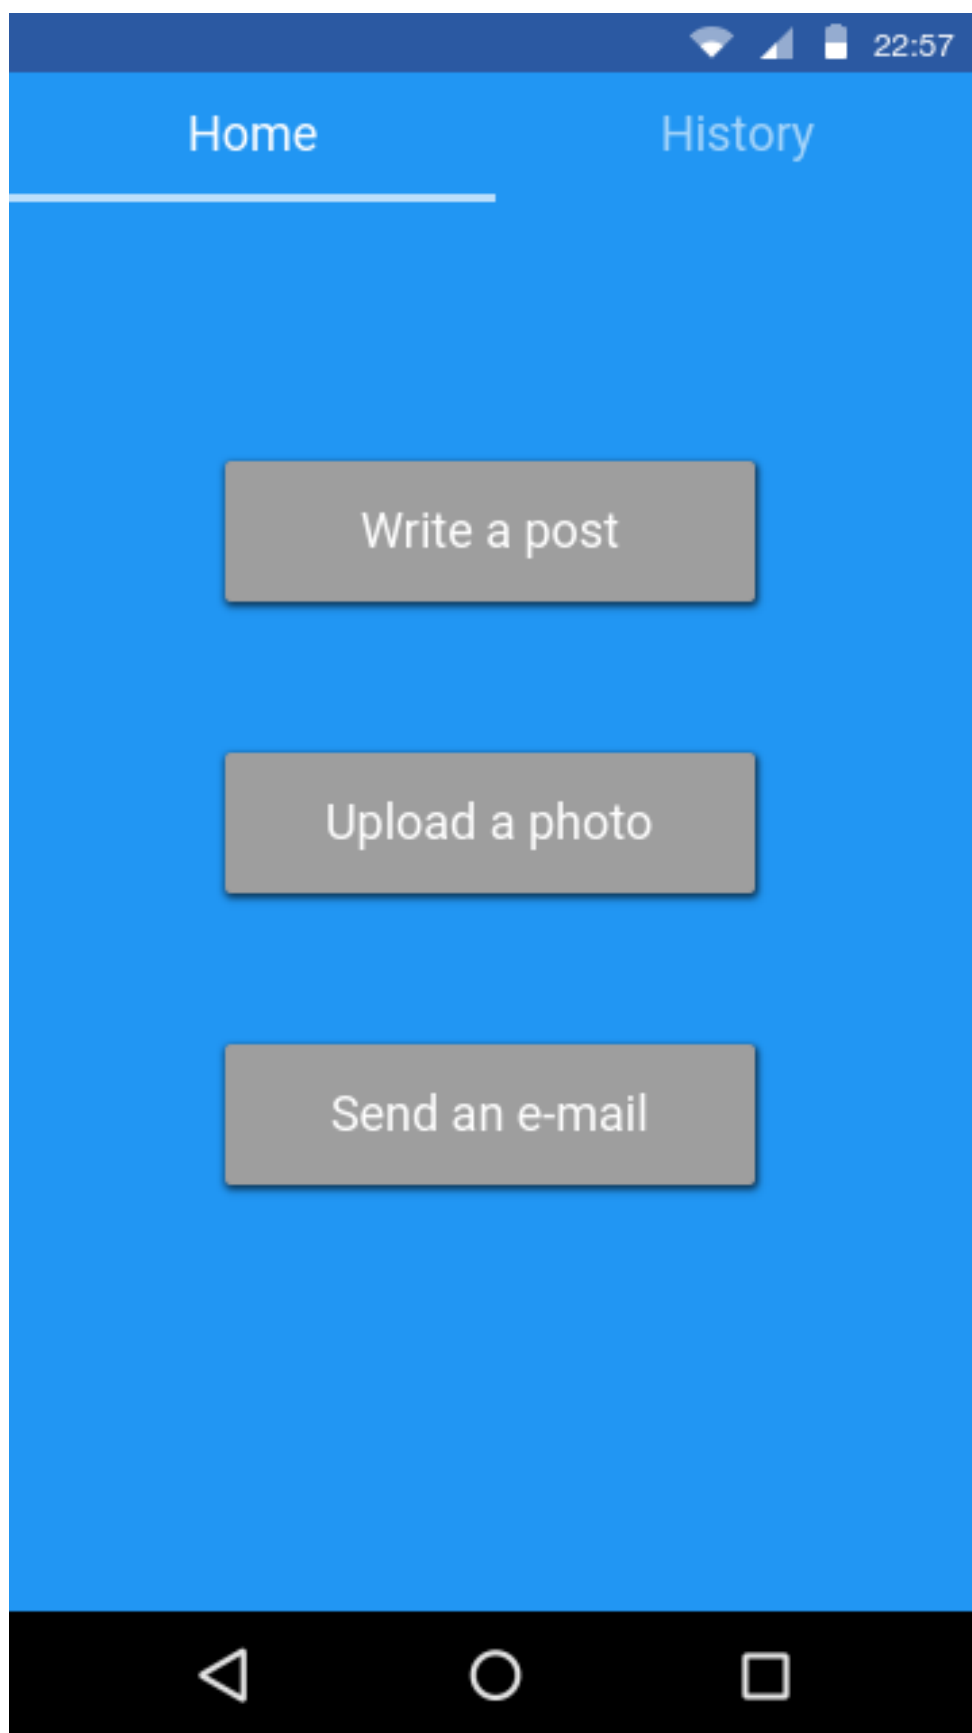 22:57
Home History
Write a post
Upload a photo
Send an e-mail